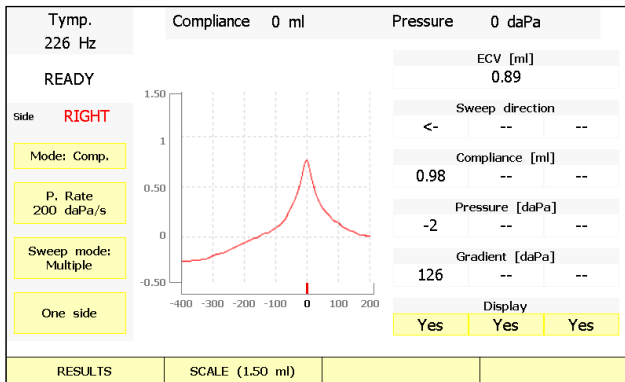 Tymp.
226 Hz
Compliance 0 ml
Pressure 0 daPa
READY
Side RIGHT
Mode: Comp.
P. Rate
200 daPa/s
Sweep mode:
Multiple
One side
1.50
1
0.50
0
-0.50
-400 -300 -200 -100 0 100 200
ECV [ml]
0.89
Sweep direction
<- -- --
Compliance [ml]
0.98 -- --
Pressure [daPa]
-2 -- --
Gradient [daPa]
126 -- --
Display
Yes Yes Yes
RESULTS SCALE (1.50 ml)